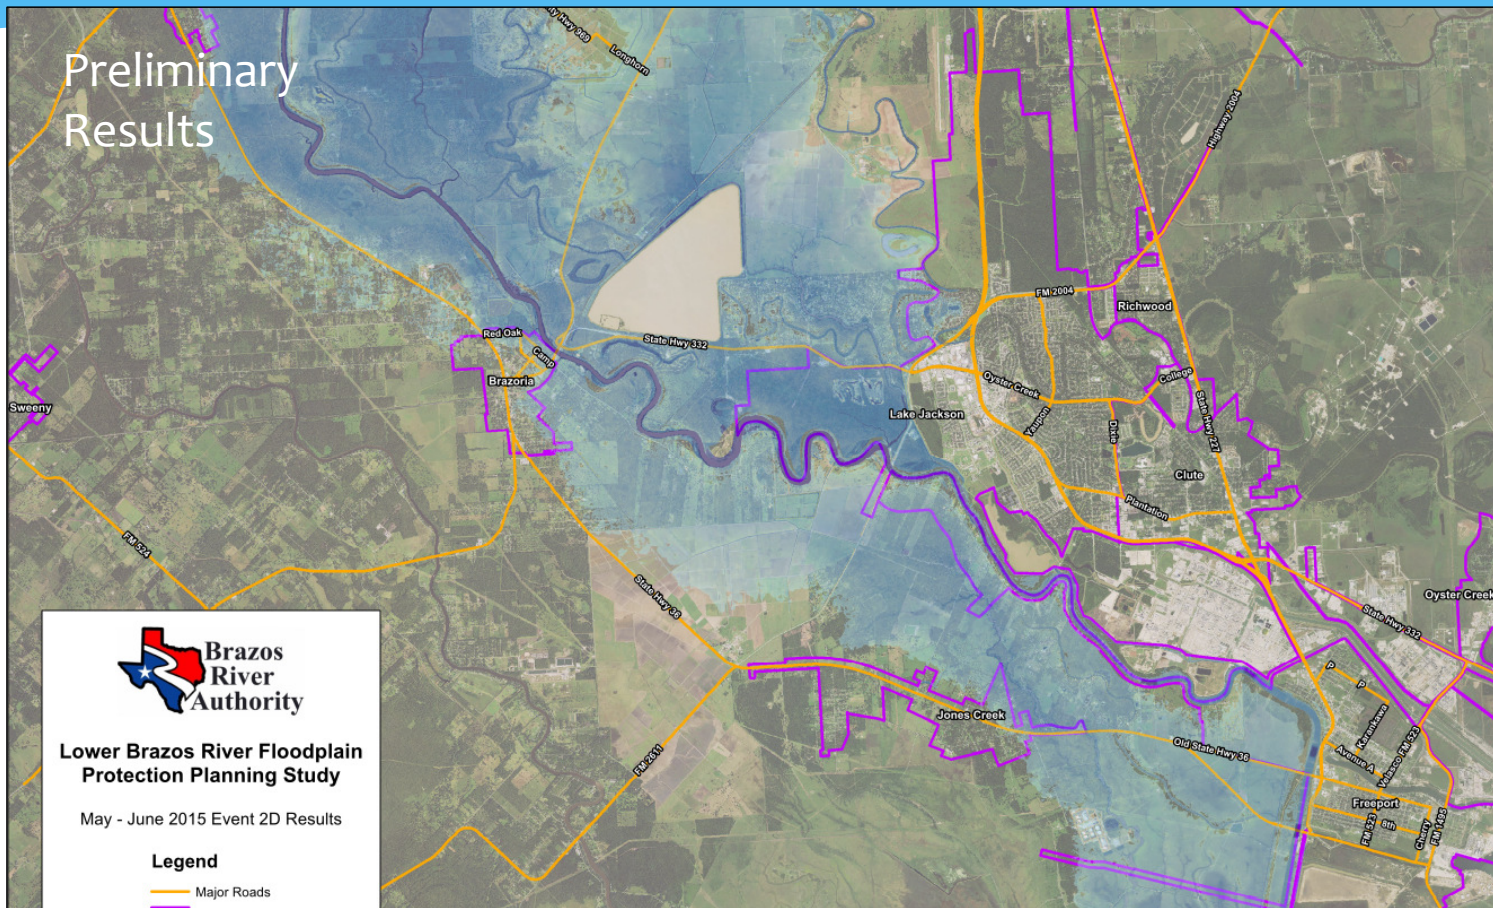 Preliminary
Results
ny Hwy 969
Longhorn
Highway 2004
FM 2004
Richwood
Red Oak
Camp
State Hwy 332
Brazoria
Sweeny
Oyster Creek
College
Lake Jackson
Yaupon
Dixie
State Hwy 227
Clute
Plantation
FM 524
State Hwy 36
Oyster Creek
State Hwy 332
P
P
Karankawa
Jones Creek
Old State Hwy 36
Avenue A
Velasco
FM 523
FM 2611
Freeport
8th
FM 523
Cherry
FM 1495
Brazos
River
Authority
Lower Brazos River Floodplain
Protection Planning Study
May - June 2015 Event 2D Results
Legend
Major Roads